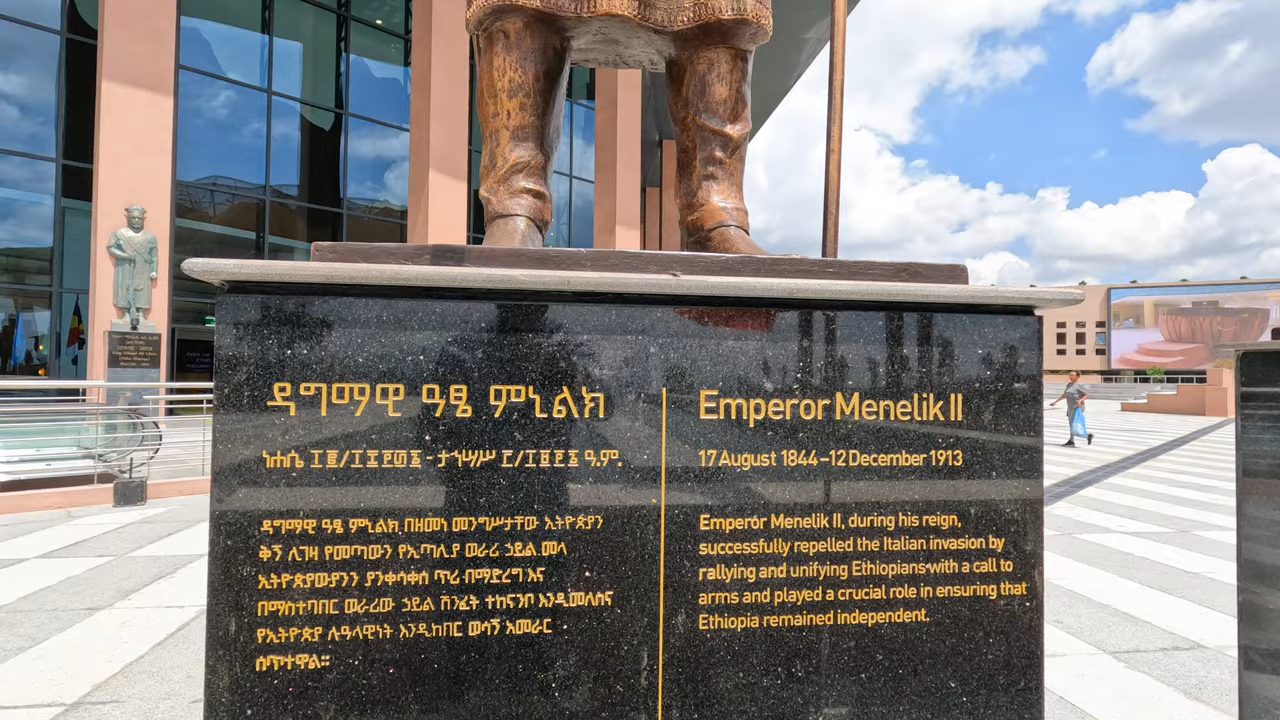 ዳግማዊ ዓፄ ምኒልክ
ነሐሴ ፲፪/፲፰፻፴፮ - ታኅሣሥ ፫/፲፱፻፮ ዓ.ም.
ዳግማዊ ዓፄ ምኒልክ በዘመነ መንግሥታቸው ኢትዮጵያን
ቅኝ ሊገዛ የመጣውን የኢጣሊያ ወራሪ ኃይል መላ
ኢትዮጵያውያንን ያንቀሳቀሰ ጥሪ በማድረግ እና
በማስተባበር ወራሪው ኃይል ሽንፈት ተከናንቦ እንዲመለስና
የኢትዮጵያ ሉዓላዊነት እንዲከበር ወሳኝ አመራር
ሰጥተዋል።
Emperor Menelik II
17 August 1844 – 12 December 1913
Emperor Menelik II, during his reign,
successfully repelled the Italian invasion by
rallying and unifying Ethiopians with a call to
arms and played a crucial role in ensuring that
Ethiopia remained independent.